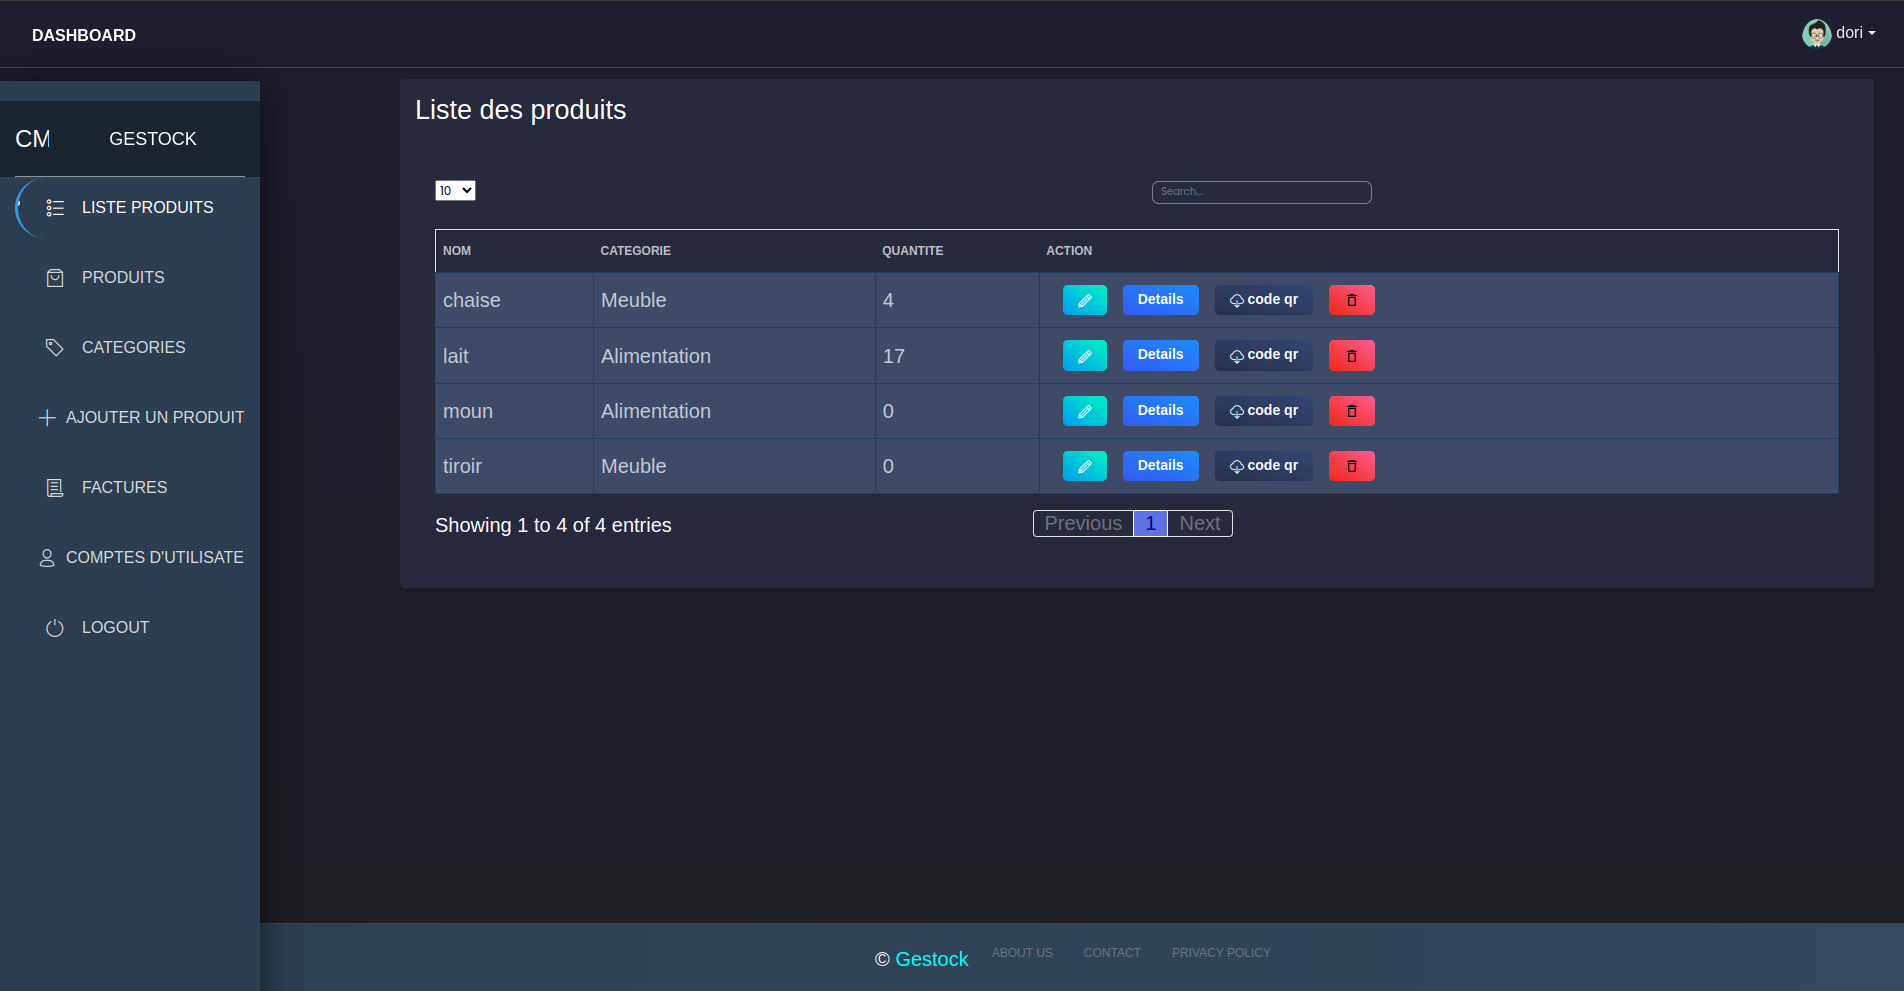 DASHBOARD
dori
CM GESTOCK
LISTE PRODUITS
PRODUITS
CATEGORIES
AJOUTER UN PRODUIT
FACTURES
COMPTES D'UTILISATE
LOGOUT
Liste des produits
10 Search...
NOM CATEGORIE QUANTITE ACTION
chaise Meuble 4 Details code qr
lait Alimentation 17 Details code qr
moun Alimentation 0 Details code qr
tiroir Meuble 0 Details code qr
Showing 1 to 4 of 4 entries Previous 1 Next
© Gestock ABOUT US CONTACT PRIVACY POLICY